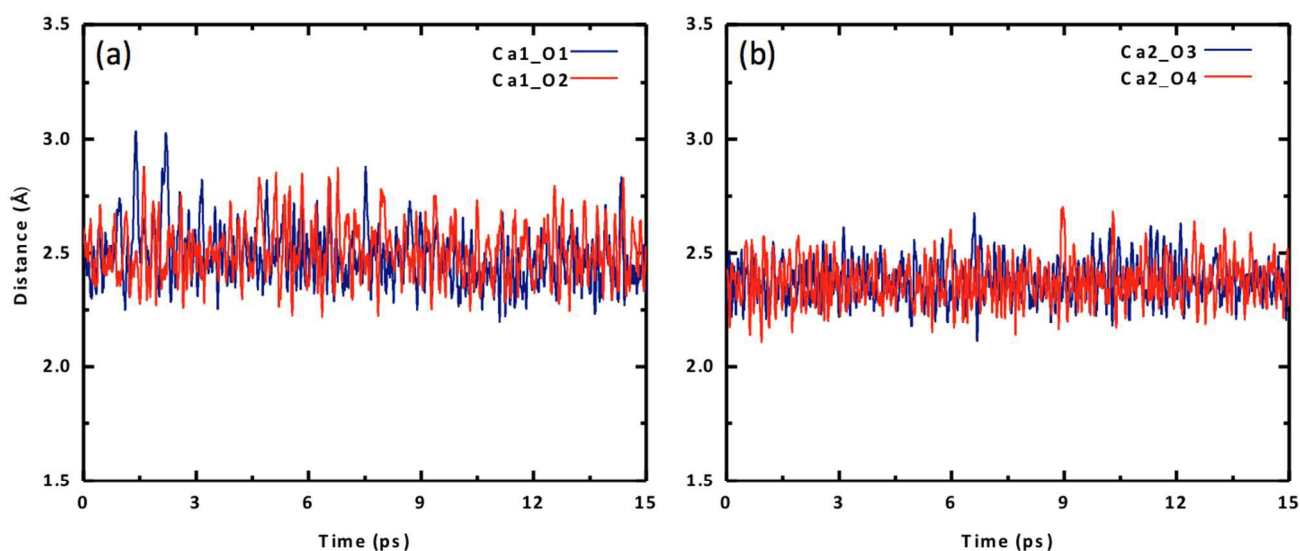 (a)
Ca1_O1
Ca1_O2
3.5
3.0
2.5
2.0
1.5
Distance (Å)
0 3 6 9 12 15
Time (ps)
(b)
Ca2_O3
Ca2_O4
3.5
3.0
2.5
2.0
1.5
0 3 6 9 12 15
Time (ps)